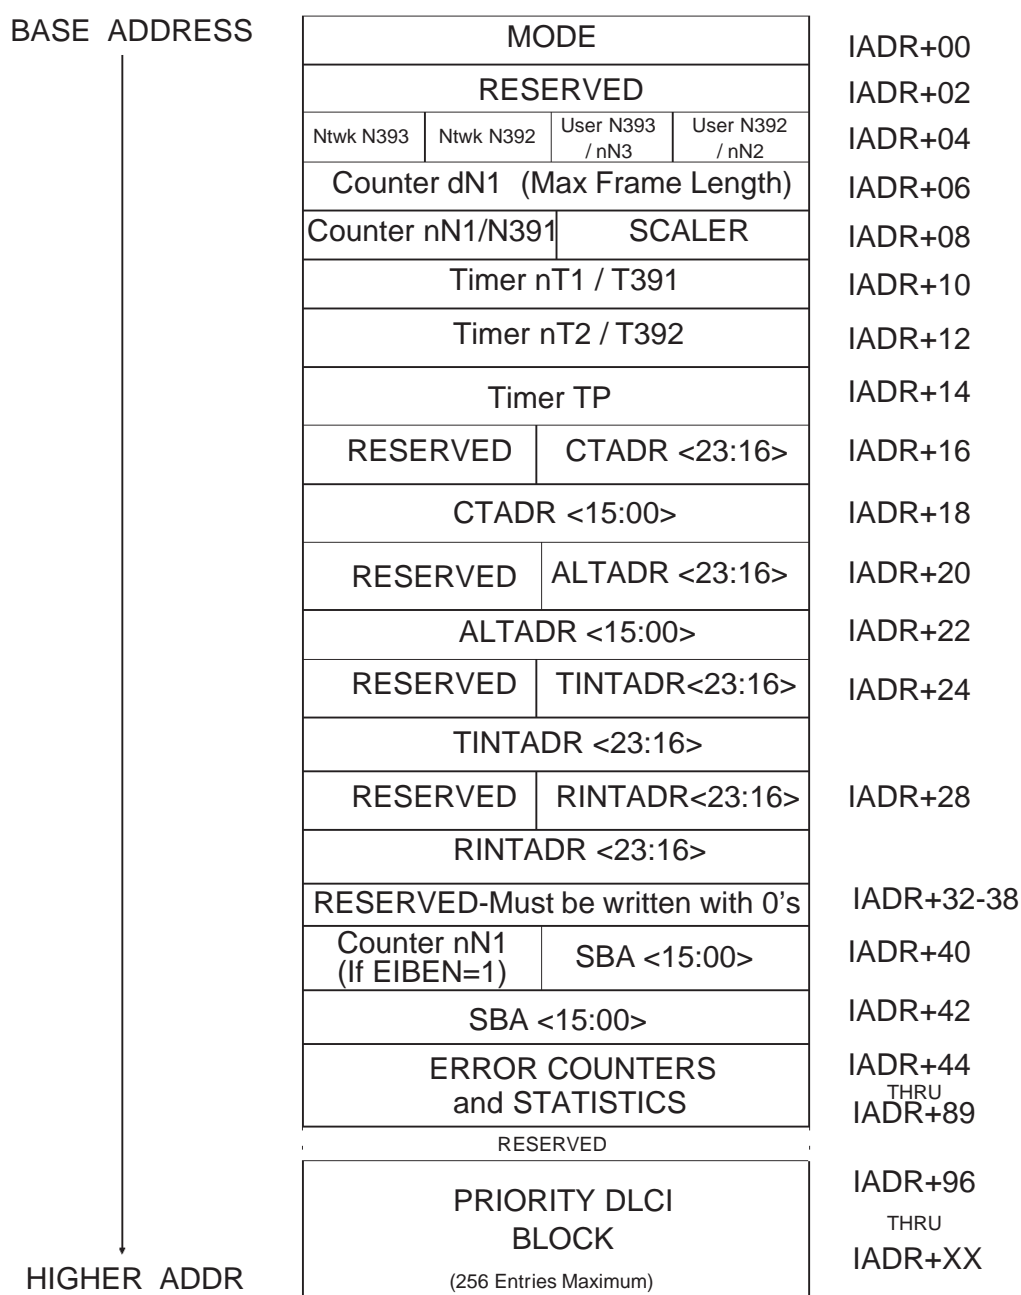 BASE ADDRESS
MODE
IADR+00
RESERVED
IADR+02
Ntwk N393
Ntwk N392
User N393
/ nN3
User N392
/ nN2
IADR+04
Counter dN1 (Max Frame Length)
IADR+06
Counter nN1/N391
SCALER
IADR+08
Timer nT1 / T391
IADR+10
Timer nT2 / T392
IADR+12
Timer TP
IADR+14
RESERVED
CTADR <23:16>
IADR+16
CTADR <15:00>
IADR+18
RESERVED
ALTADR <23:16>
IADR+20
ALTADR <15:00>
IADR+22
RESERVED
TINTADR<23:16>
IADR+24
TINTADR <23:16>
RESERVED
RINTADR<23:16>
IADR+28
RINTADR <23:16>
RESERVED-Must be written with 0's
IADR+32-38
Counter nN1
(If EIBEN=1)
SBA <15:00>
IADR+40
SBA <15:00>
IADR+42
ERROR COUNTERS
and STATISTICS
IADR+44
THRU
IADR+89
RESERVED
PRIORITY DLCI
BLOCK
(256 Entries Maximum)
IADR+96
THRU
IADR+XX
HIGHER ADDR